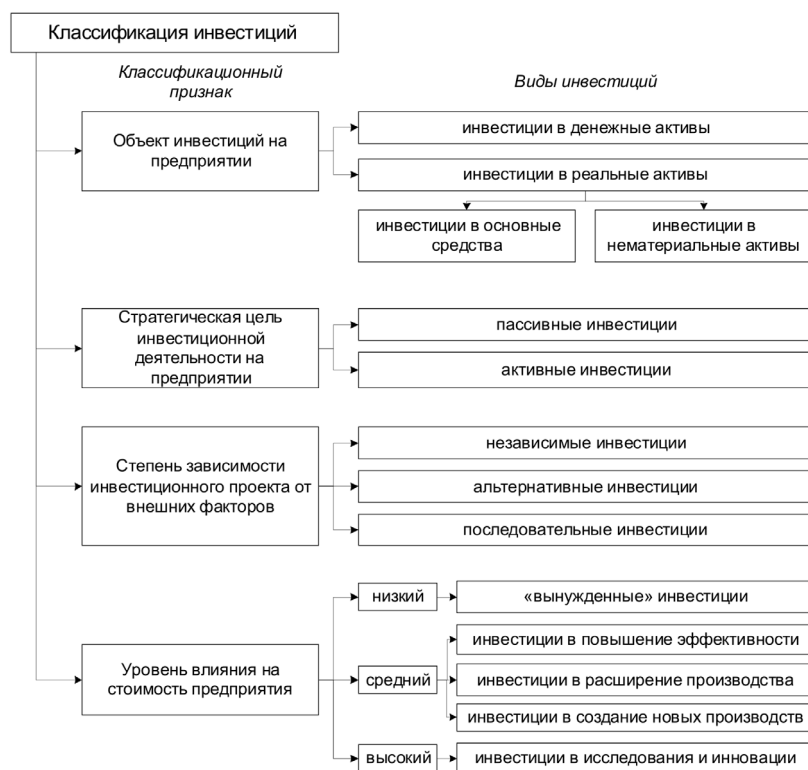 Классификация инвестиций
Классификационный
признак
Виды инвестиций
Объект инвестиций на
предприятии
инвестиции в денежные активы
инвестиции в реальные активы
инвестиции в основные
средства
инвестиции в
нематериальные активы
Стратегическая цель
инвестиционной
деятельности на
предприятии
пассивные инвестиции
активные инвестиции
Степень зависимости
инвестиционного проекта от
внешних факторов
независимые инвестиции
альтернативные инвестиции
последовательные инвестиции
Уровень влияния на
стоимость предприятия
низкий
«вынужденные» инвестиции
средний
инвестиции в повышение эффективности
инвестиции в расширение производства
инвестиции в создание новых производств
высокий
инвестиции в исследования и инновации